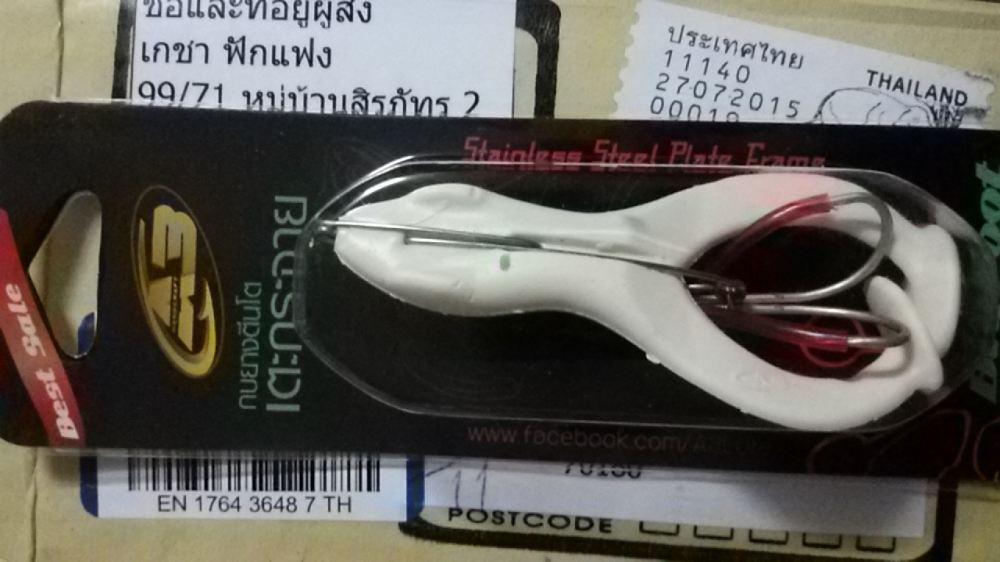 ชื่อและที่อยู่ผู้ส่ง
เกชา ฟักแฟง
99/71 หมู่บ้านสิรภัทร 2
ประเทศไทย
11140
27072015
00019
THAILAND
Stainless Steel Plate Frame
Best Sale
A3
กบยางตีนโต
เตะกระจาย
www.facebook.com/A3
EN 1764 3648 7 TH
POSTCODE